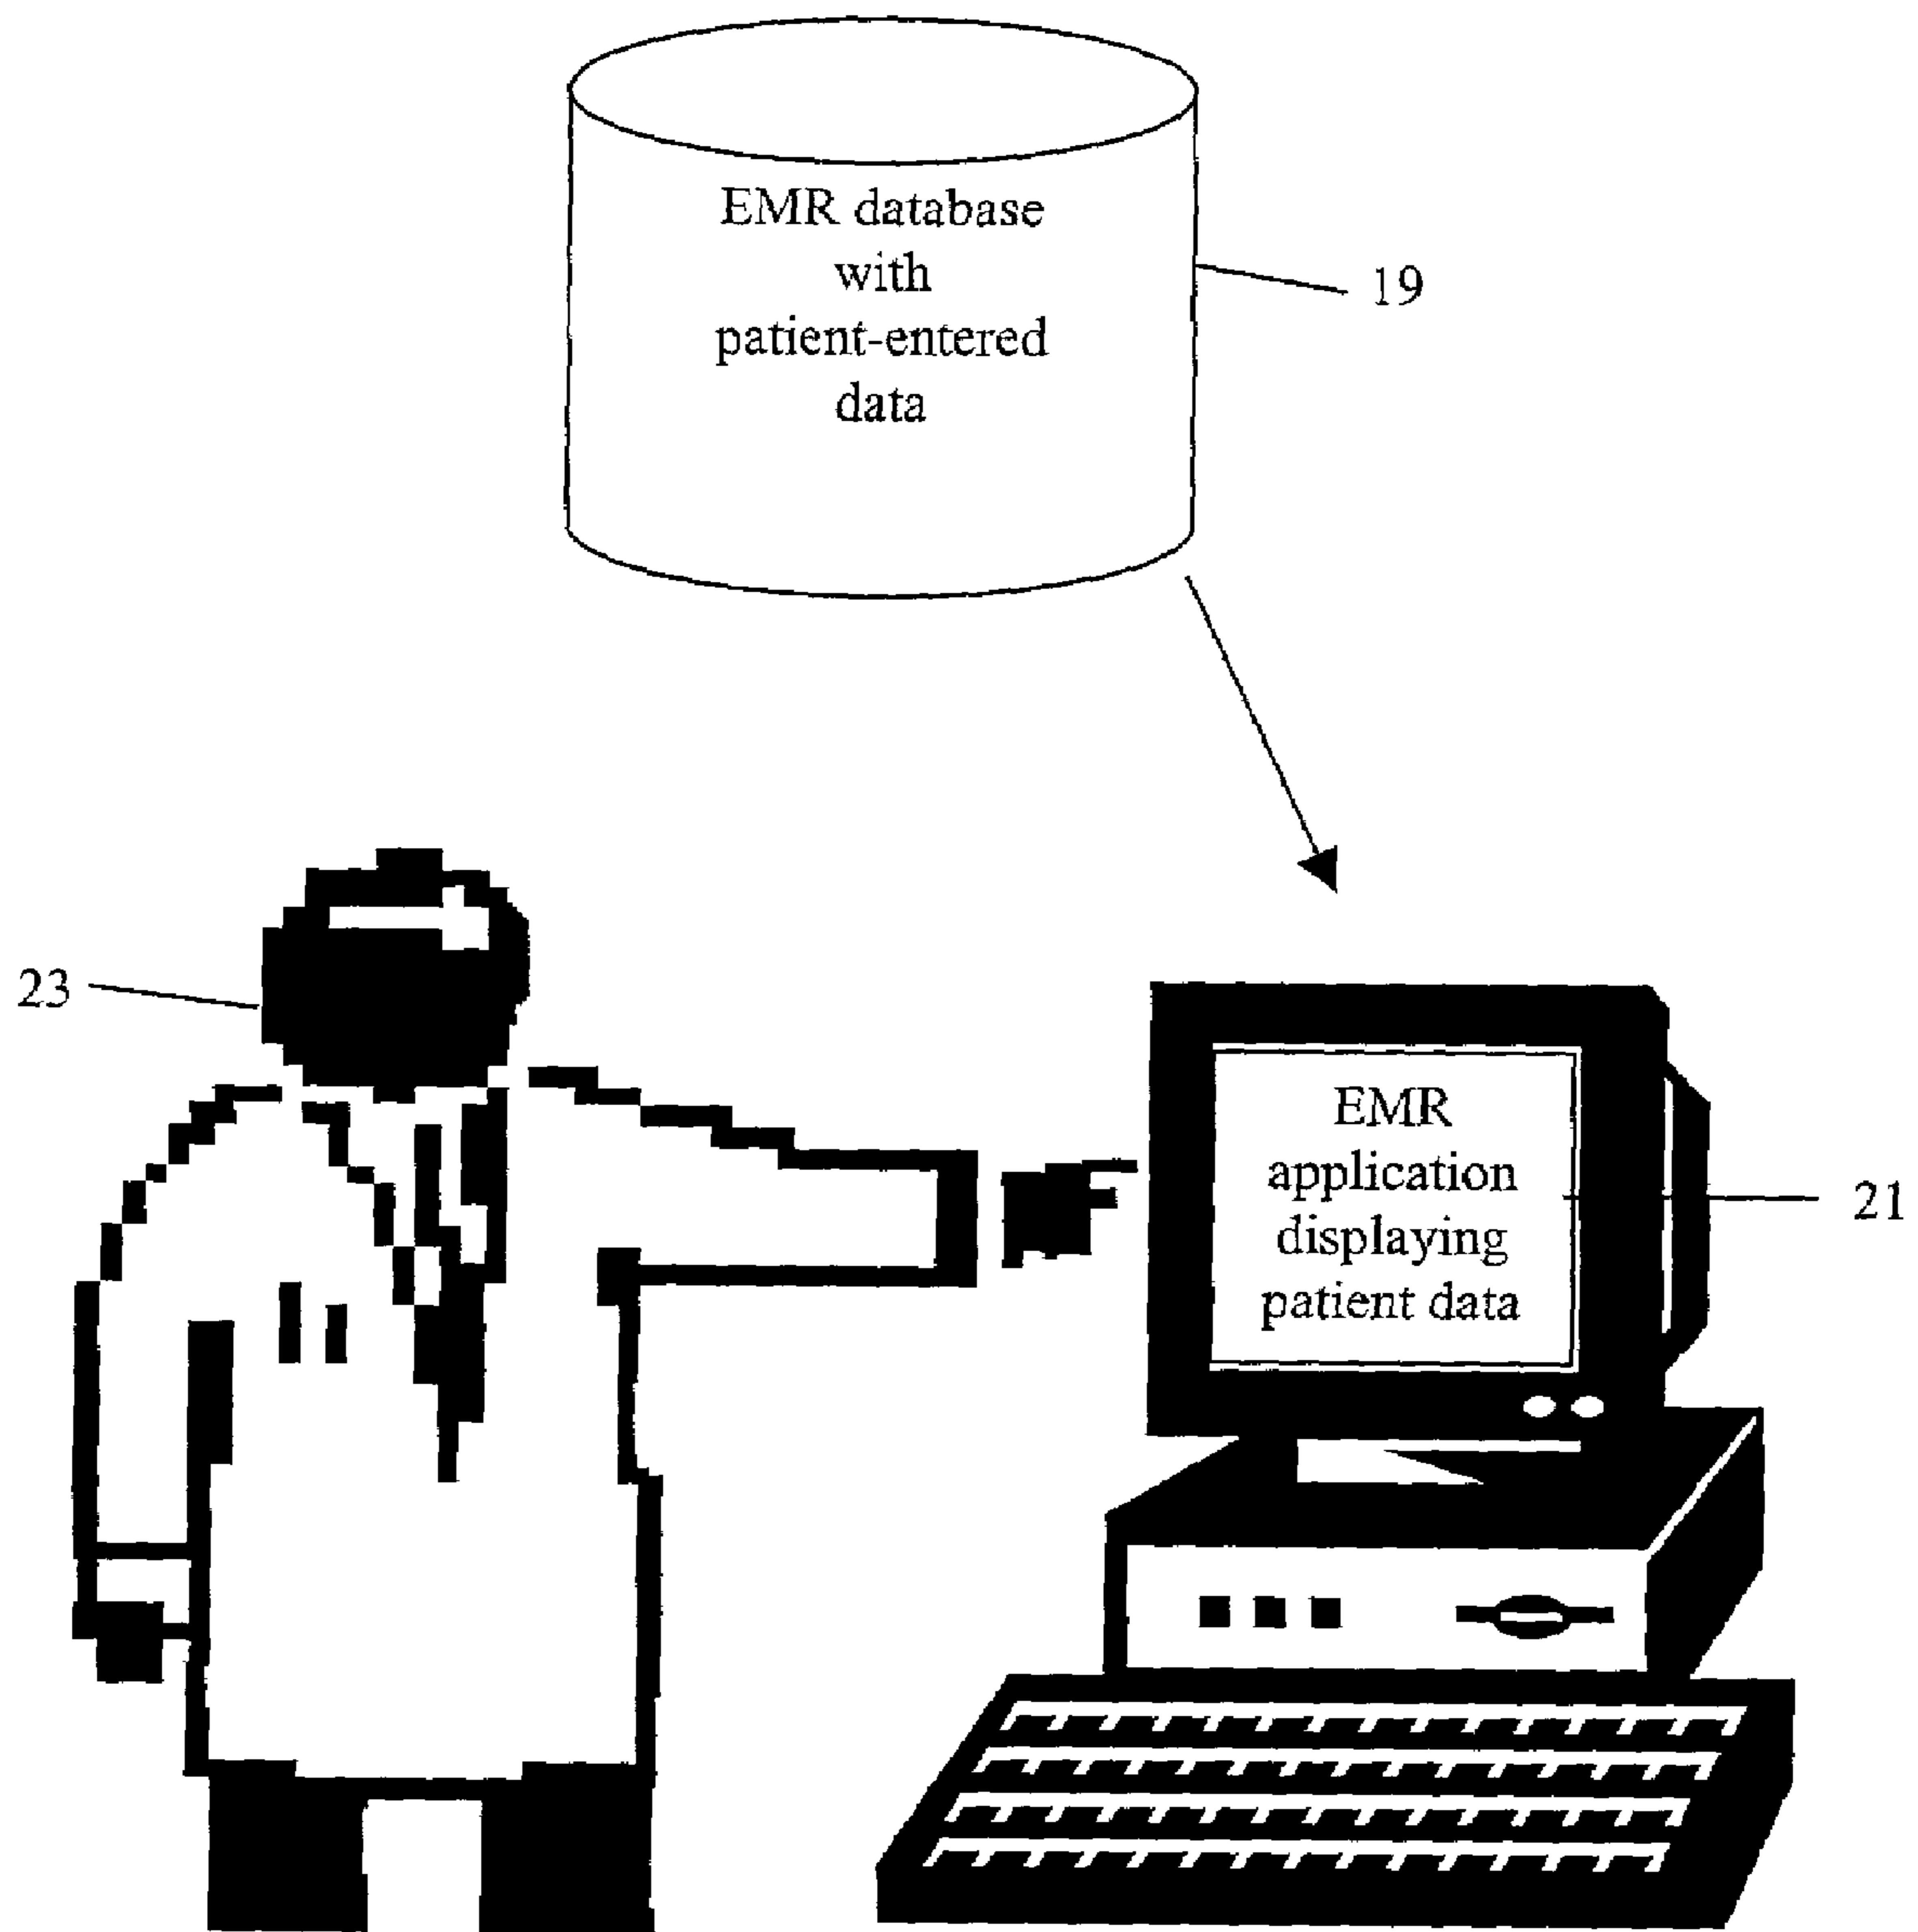 EMR database
with
patient-entered
data
19
23
EMR
application
displaying
patient data
21